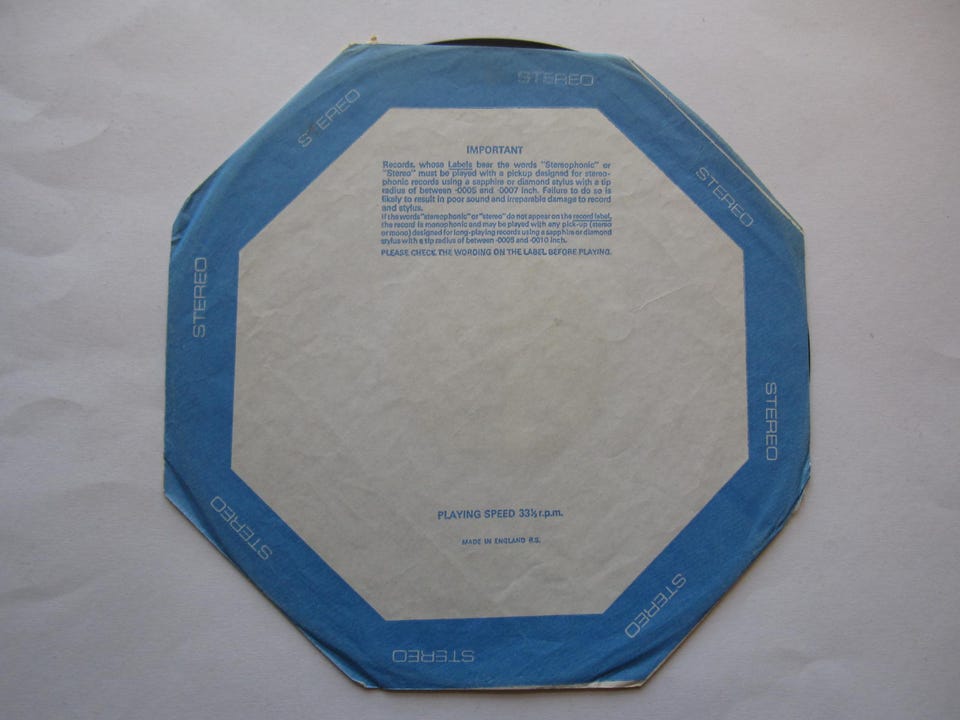 STEREO
STEREO
STEREO
STEREO
STEREO
STEREO
STEREO
STEREO
IMPORTANT
Records, whose Labels bear the words "Stereophonic" or
"Stereo" must be played with a pickup designed for stereo-
phonic records using a sapphire or diamond stylus with a tip
radius of between ·0005 and ·0007 inch. Failure to do so is
likely to result in poor sound and irreparable damage to record
and stylus.
If the words "stereophonic" or "stereo" do not appear on the record label,
the record is monophonic and may be played with any pick-up (stereo
or mono) designed for long-playing records using a sapphire or diamond
stylus with a tip radius of between ·0005 and ·0010 inch.
PLEASE CHECK THE WORDING ON THE LABEL BEFORE PLAYING.
PLAYING SPEED 33⅓ r.p.m.
MADE IN ENGLAND